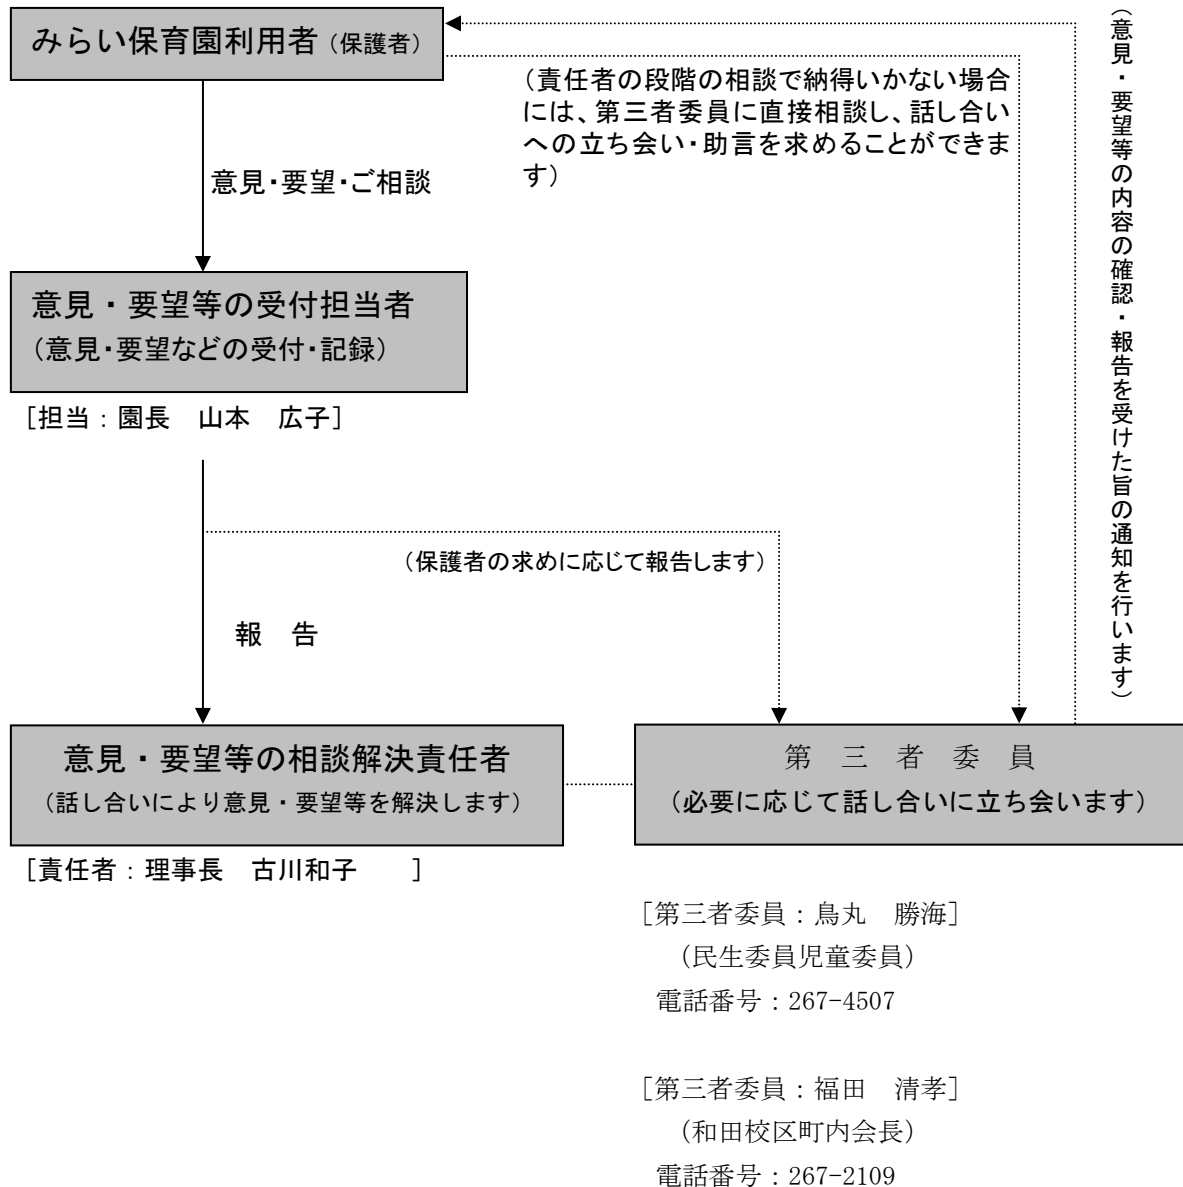 みらい保育園利用者（保護者）
（責任者の段階の相談で納得いかない場合
には、第三者委員に直接相談し、話し合い
への立ち会い・助言を求めることができま
す）
（意見・要望等の内容の確認・報告を受けた旨の通知を行います）
意見・要望・ご相談
意見・要望等の受付担当者
（意見・要望などの受付・記録）
［担当：園長　山本　広子］
（保護者の求めに応じて報告します）
報　告
意見・要望等の相談解決責任者
（話し合いにより意見・要望等を解決します）
［責任者：理事長　古川和子　　］
第　三　者　委　員
（必要に応じて話し合いに立ち会います）
［第三者委員：鳥丸　勝海］
（民生委員児童委員）
電話番号：267-4507
［第三者委員：福田　清孝］
（和田校区町内会長）
電話番号：267-2109